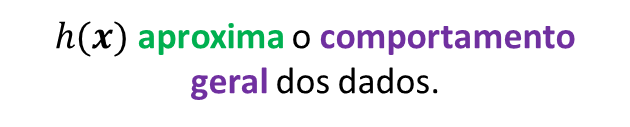 h(x) aproxima o comportamento
geral dos dados.